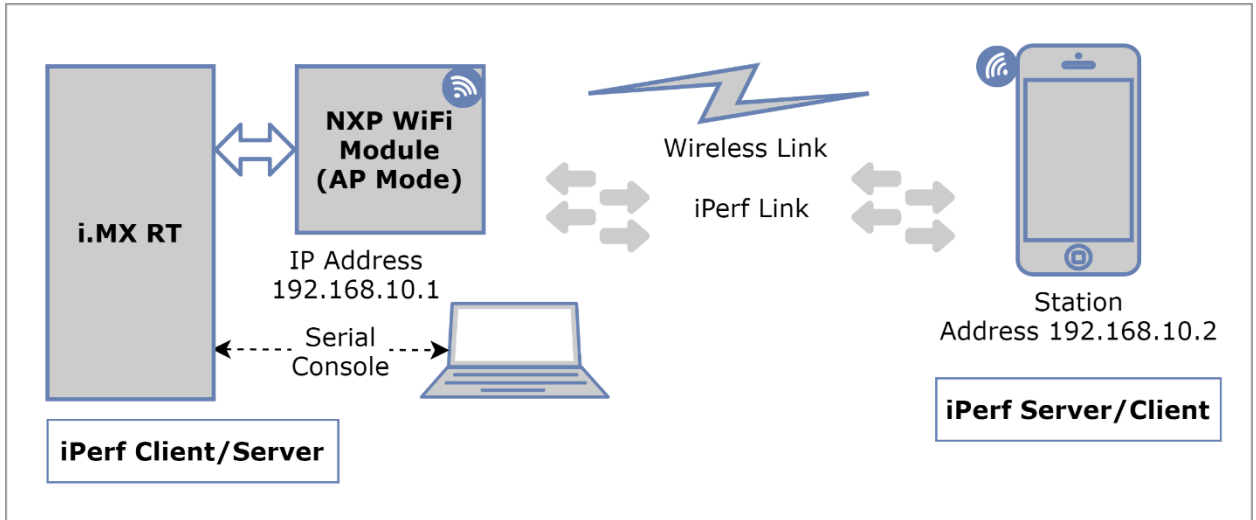 NXP WiFi
Module
(AP Mode)
i.MX RT
IP Address
192.168.10.1
Serial
Console
iPerf Client/Server
Wireless Link
iPerf Link
Station
Address 192.168.10.2
iPerf Server/Client